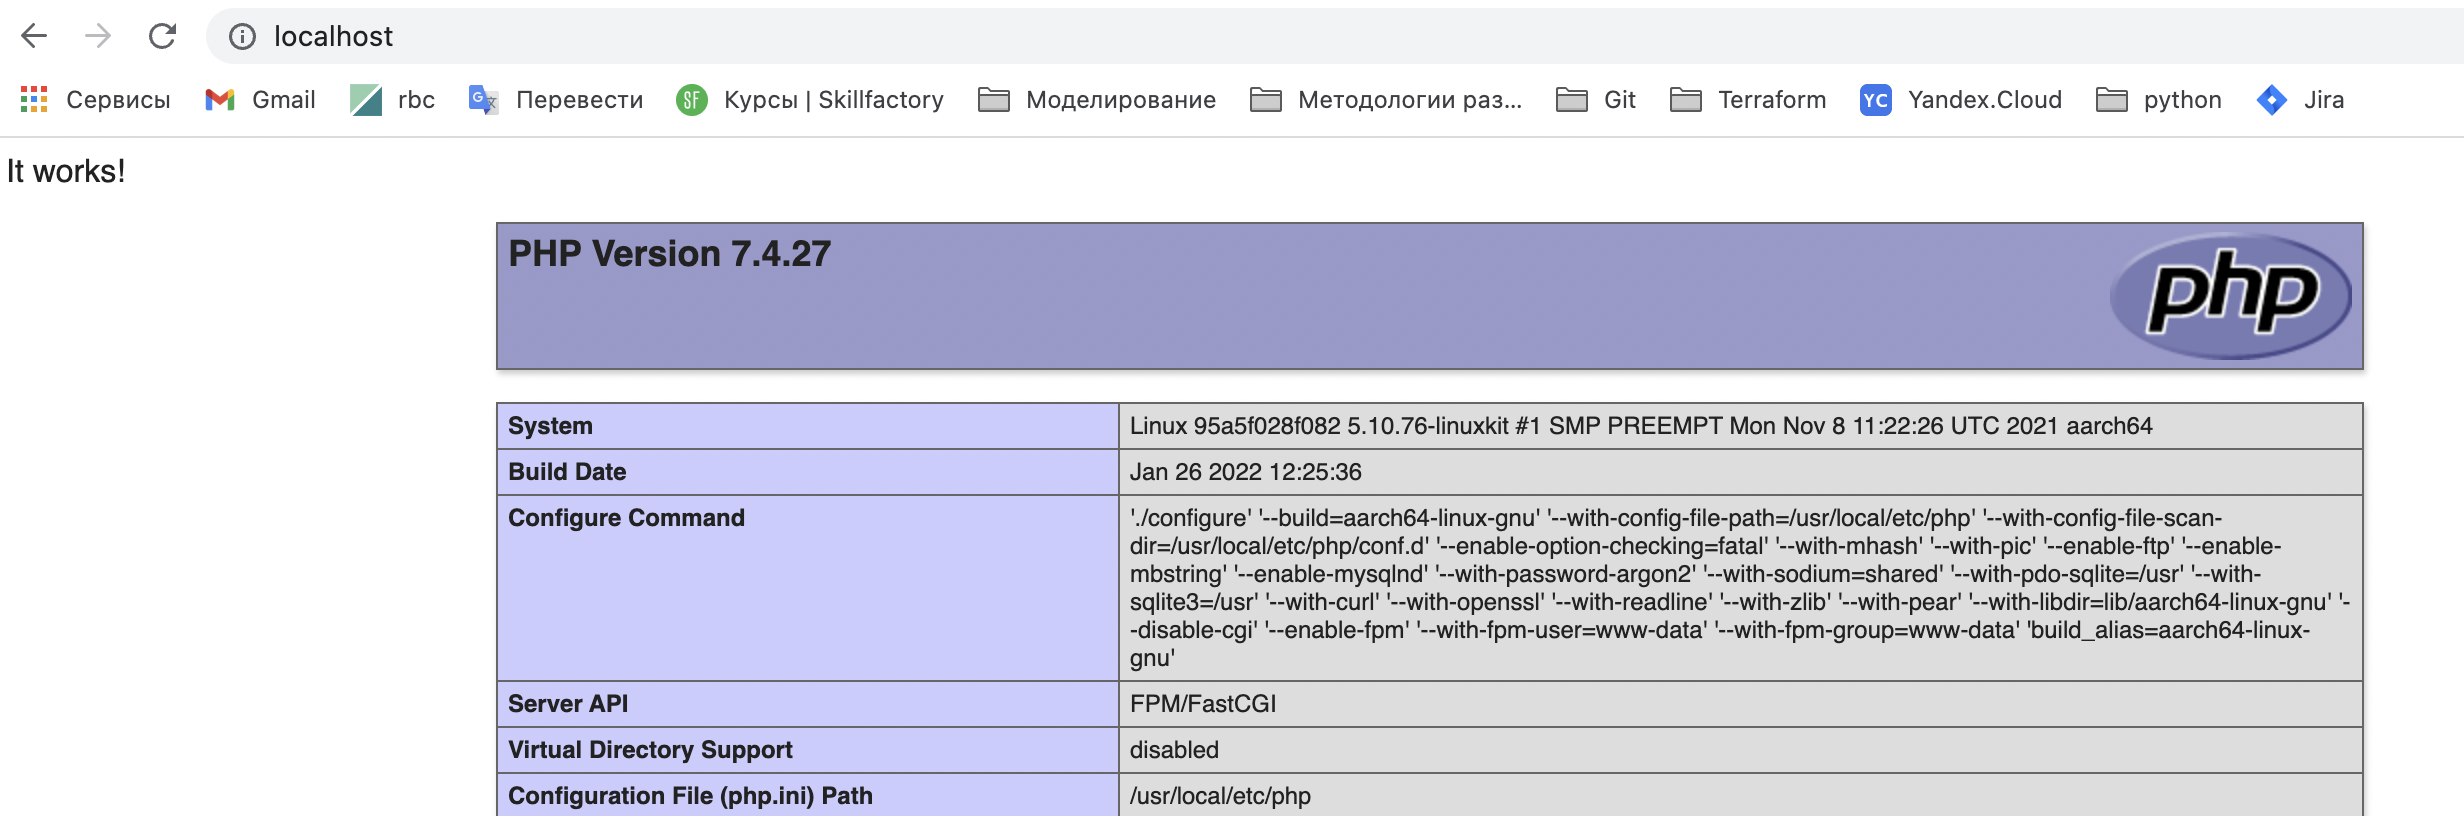 localhost
Сервисы Gmail rbc Перевести Курсы | Skillfactory Моделирование Методологии раз... Git Terraform Yandex.Cloud python Jira
It works!
PHP Version 7.4.27
php
System Linux 95a5f028f082 5.10.76-linuxkit #1 SMP PREEMPT Mon Nov 8 11:22:26 UTC 2021 aarch64
Build Date Jan 26 2022 12:25:36
Configure Command './configure' '--build=aarch64-linux-gnu' '--with-config-file-path=/usr/local/etc/php' '--with-config-file-scan-
dir=/usr/local/etc/php/conf.d' '--enable-option-checking=fatal' '--with-mhash' '--with-pic' '--enable-ftp' '--enable-
mbstring' '--enable-mysqlnd' '--with-password-argon2' '--with-sodium=shared' '--with-pdo-sqlite=/usr' '--with-
sqlite3=/usr' '--with-curl' '--with-openssl' '--with-readline' '--with-zlib' '--with-pear' '--with-libdir=lib/aarch64-linux-gnu' '-
-disable-cgi' '--enable-fpm' '--with-fpm-user=www-data' '--with-fpm-group=www-data' 'build_alias=aarch64-linux-
gnu'
Server API FPM/FastCGI
Virtual Directory Support disabled
Configuration File (php.ini) Path /usr/local/etc/php